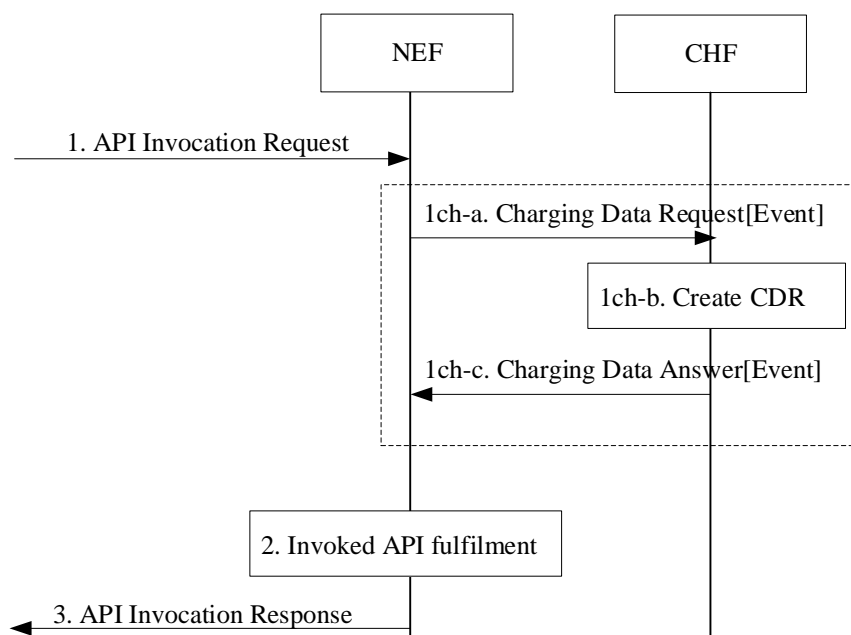 NEF
CHF
1. API Invocation Request
1ch-a. Charging Data Request[Event]
1ch-b. Create CDR
1ch-c. Charging Data Answer[Event]
2. Invoked API fulfilment
3. API Invocation Response